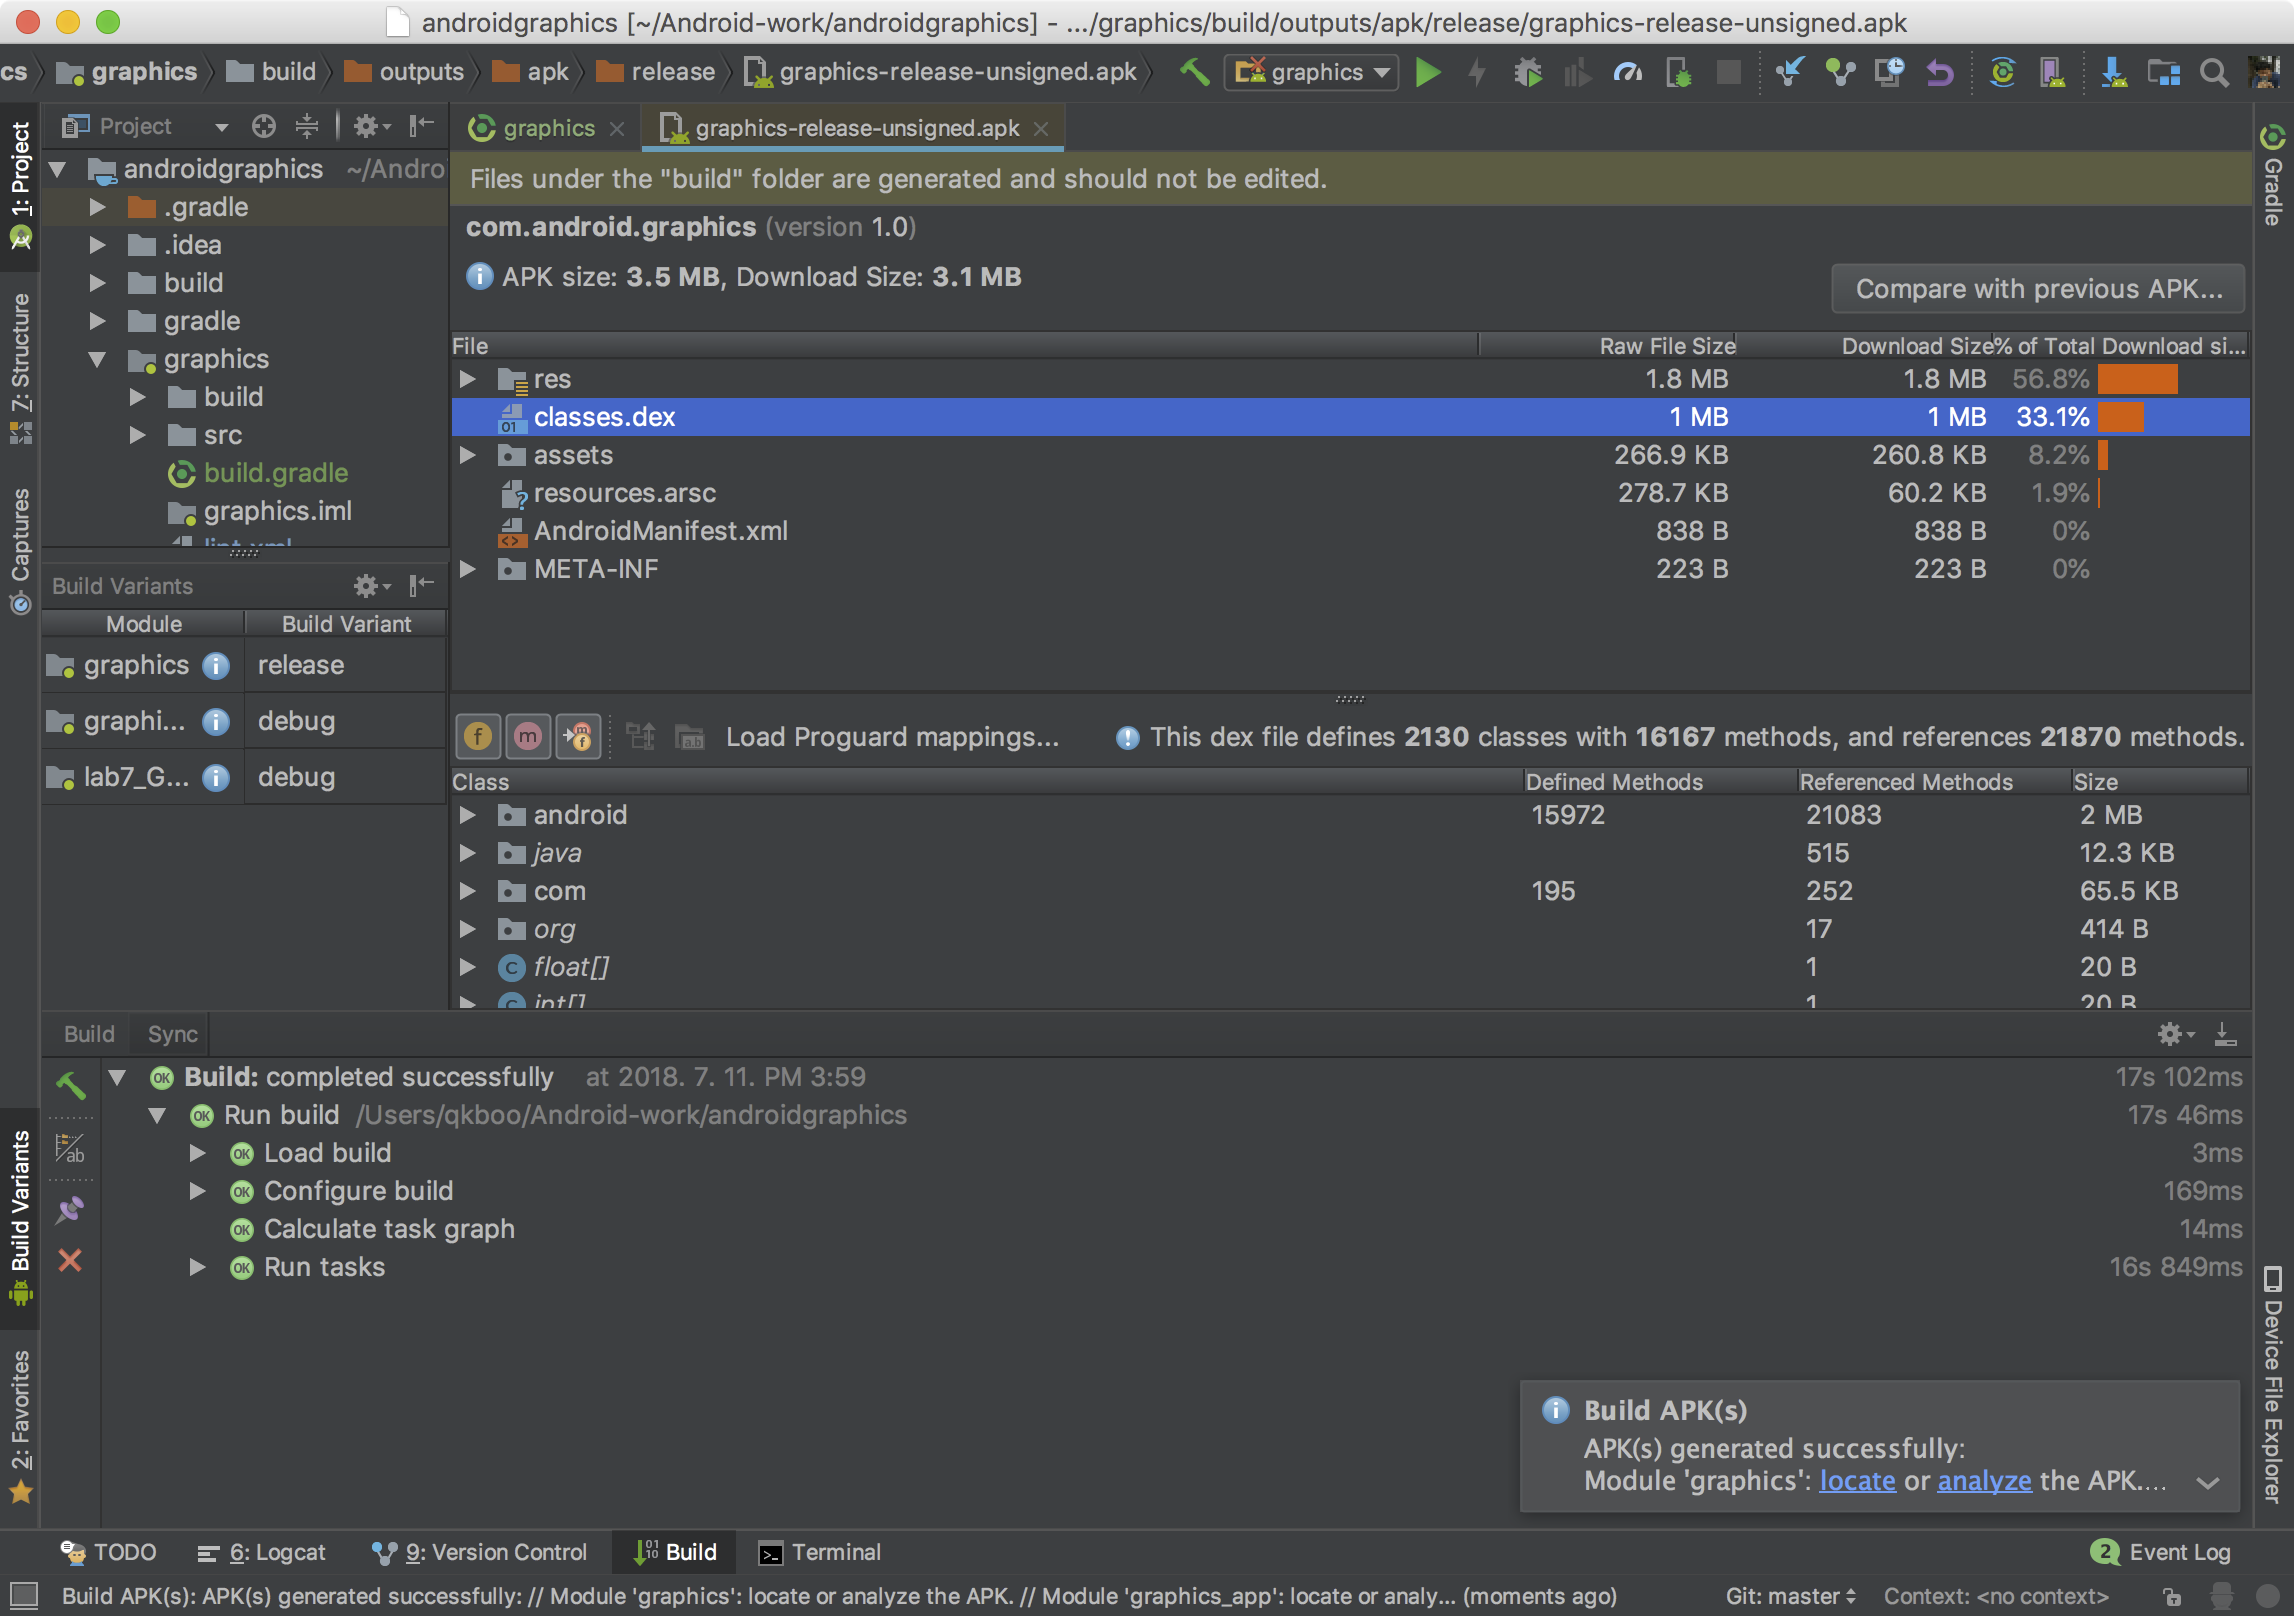 androidgraphics [~/Android-work/androidgraphics] - .../graphics/build/outputs/apk/release/graphics-release-unsigned.apk
cs graphics build outputs apk release graphics-release-unsigned.apk graphics
Project
graphics
graphics-release-unsigned.apk
1: Project
7: Structure
Captures
Build Variants
2: Favorites
Gradle
Device File Explorer
androidgraphics ~/Andro
.gradle
.idea
build
gradle
graphics
build
src
build.gradle
graphics.iml
lint.xml
Build Variants
Module Build Variant
graphics release
graphi... debug
lab7_G... debug
Files under the "build" folder are generated and should not be edited.
com.android.graphics (version 1.0)
APK size: 3.5 MB, Download Size: 3.1 MB
Compare with previous APK...
File Raw File Size Download Size % of Total Download si...
res 1.8 MB 1.8 MB 56.8%
classes.dex 1 MB 1 MB 33.1%
assets 266.9 KB 260.8 KB 8.2%
resources.arsc 278.7 KB 60.2 KB 1.9%
AndroidManifest.xml 838 B 838 B 0%
META-INF 223 B 223 B 0%
f m m f Load Proguard mappings... This dex file defines 2130 classes with 16167 methods, and references 21870 methods.
Class Defined Methods Referenced Methods Size
android 15972 21083 2 MB
java 515 12.3 KB
com 195 252 65.5 KB
org 17 414 B
float[] 1 20 B
int[] 1 20 B
Build Sync
Build: completed successfully at 2018. 7. 11. PM 3:59 17s 102ms
Run build /Users/qkboo/Android-work/androidgraphics 17s 46ms
Load build 3ms
Configure build 169ms
Calculate task graph 14ms
Run tasks 16s 849ms
Build APK(s)
APK(s) generated successfully:
Module 'graphics': locate or analyze the APK....
TODO 6: Logcat 9: Version Control Build Terminal 2 Event Log
Build APK(s): APK(s) generated successfully: // Module 'graphics': locate or analyze the APK. // Module 'graphics_app': locate or analy... (moments ago) Git: master Context: <no context>